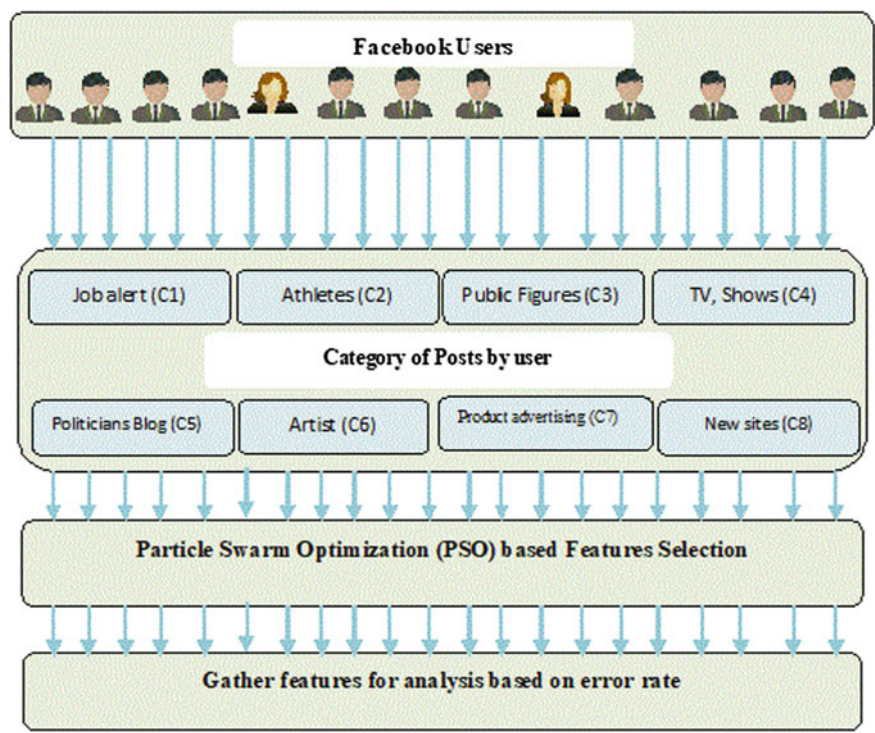 Facebook Users
Job alert (C1)
Athletes (C2)
Public Figures (C3)
TV, Shows (C4)
Category of Posts by user
Politicians Blog (C5)
Artist (C6)
Product advertising (C7)
New sites (C8)
Particle Swarm Optimization (PSO) based Features Selection
Gather features for analysis based on error rate